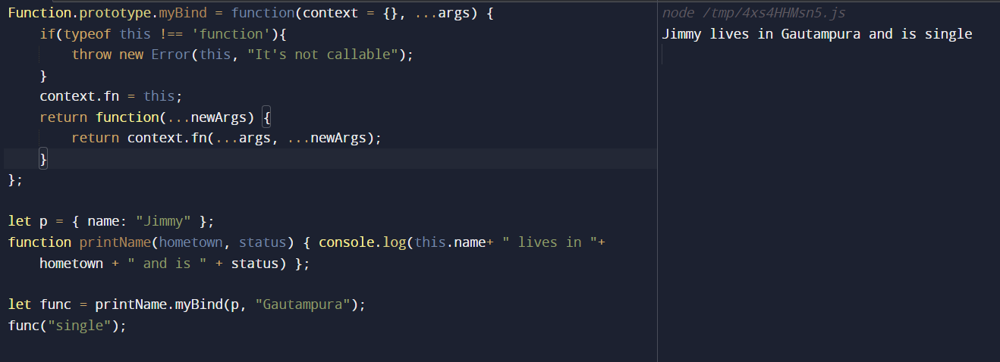 Function.prototype.myBind = function(context = {}, ...args) {
    if(typeof this !== 'function'){
        throw new Error(this, "It's not callable");
    }
    context.fn = this;
    return function(...newArgs) {
        return context.fn(...args, ...newArgs);
    }
};

let p = { name: "Jimmy" };
function printName(hometown, status) { console.log(this.name+ " lives in "+
    hometown + " and is " + status) };

let func = printName.myBind(p, "Gautampura");
func("single");

node /tmp/4xs4HHMsn5.js
Jimmy lives in Gautampura and is single